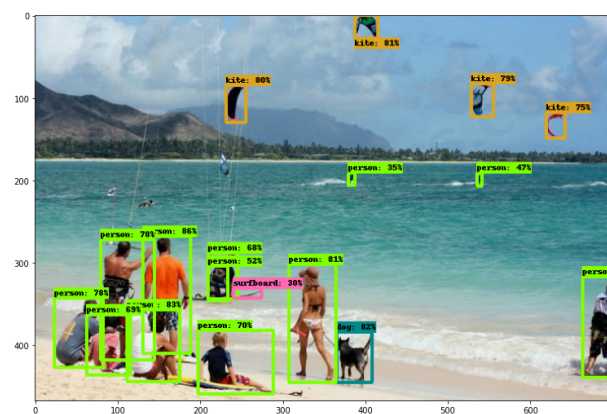 0
kite: 81%
kite: 80%
kite: 79%
100
kite: 75%
person: 35%
person: 47%
200
person: 78%
person: 86%
person: 68%
person: 52%
person: 81%
person
300
surfboard: 30%
person: 78%
person: 83%
person: 69%
person: 70%
dog: 82%
400
0
100
200
300
400
500
600